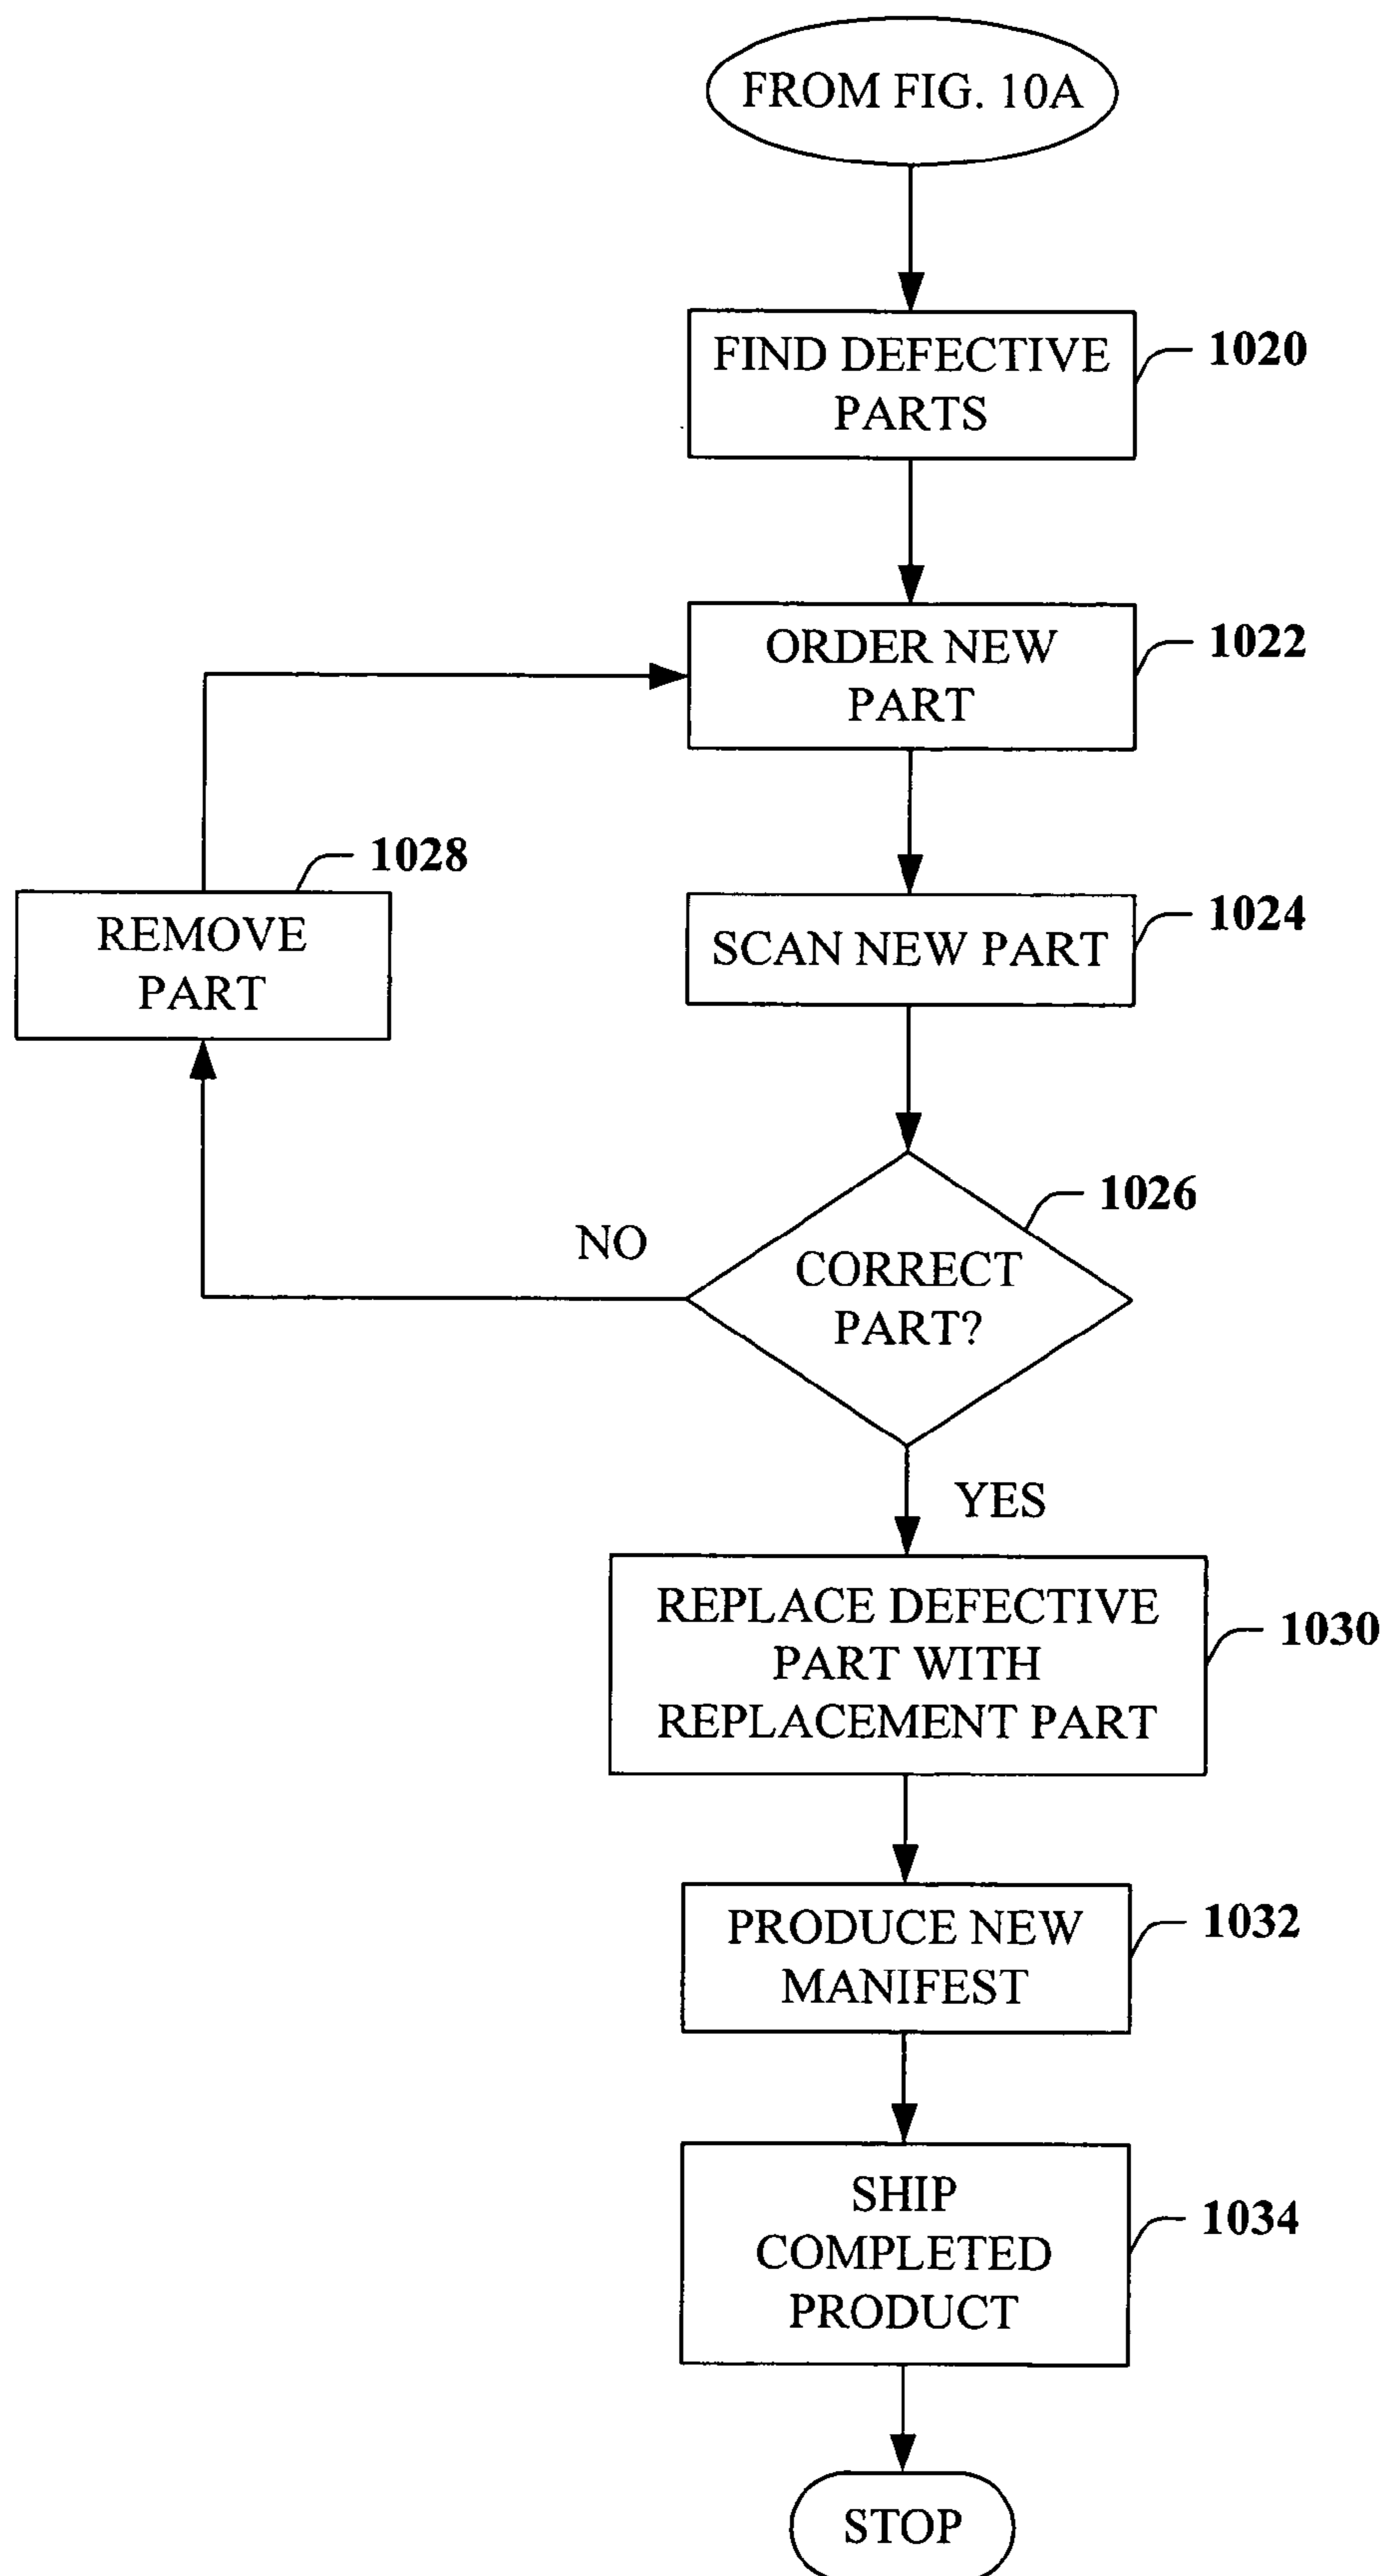 FROM FIG. 10A
FIND DEFECTIVE
PARTS
1020
ORDER NEW
PART
1022
1028
REMOVE
PART
SCAN NEW PART
1024
1026
NO
CORRECT
PART?
YES
REPLACE DEFECTIVE
PART WITH
REPLACEMENT PART
1030
PRODUCE NEW
MANIFEST
1032
SHIP
COMPLETED
PRODUCT
1034
STOP